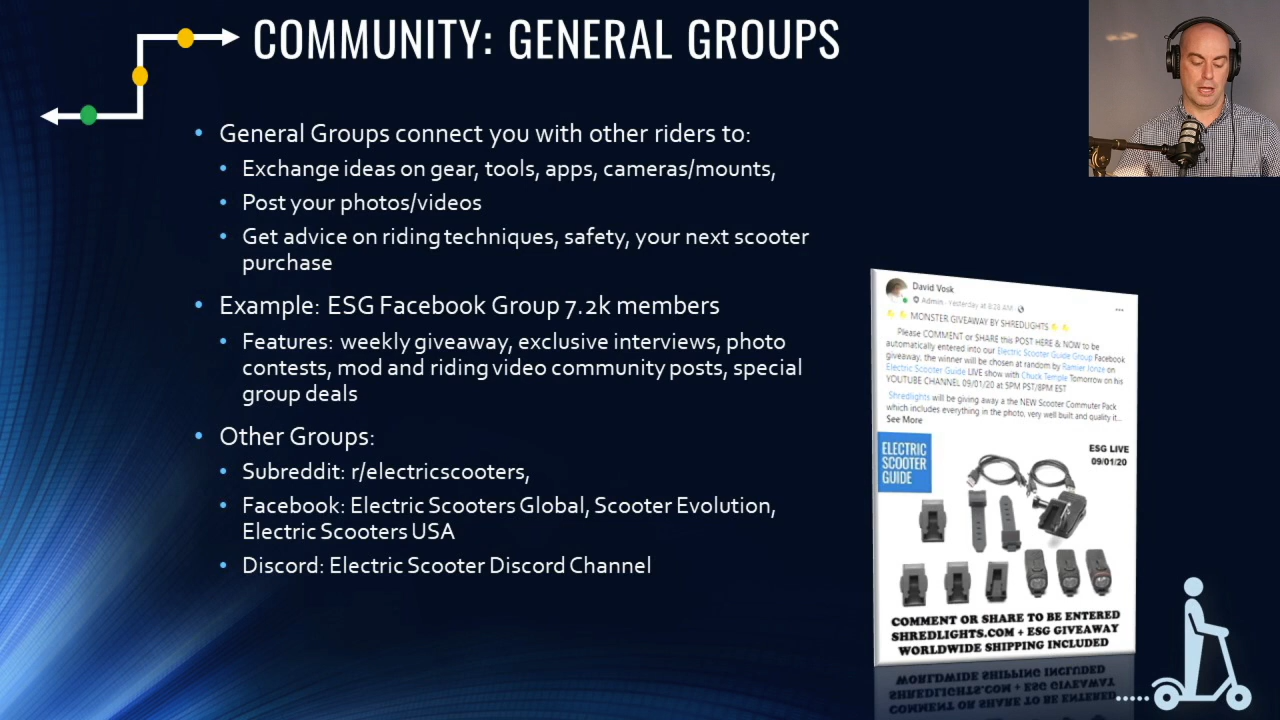 COMMUNITY: GENERAL GROUPS
General Groups connect you with other riders to:
Exchange ideas on gear, tools, apps, cameras/mounts,
Post your photos/videos
Get advice on riding techniques, safety, your next scooter
purchase
Example: ESG Facebook Group 7.2k members
Features: weekly giveaway, exclusive interviews, photo
contests, mod and riding video community posts, special
group deals
Other Groups:
Subreddit: r/electricscooters,
Facebook: Electric Scooters Global, Scooter Evolution,
Electric Scooters USA
Discord: Electric Scooter Discord Channel
David Vosk
Admin · Yesterday at 8:28 AM
MONSTER GIVEAWAY BY SHREDLIGHTS
Please COMMENT or SHARE this POST HERE & NOW to be
automatically entered into our Electric Scooter Guide Group Facebook
giveaway, the winner will be chosen at random by Ramier Jonze on
Electric Scooter Guide LIVE show with Chuck Temple Tomorrow on his
YOUTUBE CHANNEL 09/01/20 at 5PM PST/8PM EST
Shredlights will be giving away a the NEW Scooter Commuter Pack
which includes everything in the photo, very well built and quality it...
See More
ELECTRIC
SCOOTER
GUIDE
ESG LIVE
09/01/20
COMMENT OR SHARE TO BE ENTERED
SHREDLIGHTS.COM + ESG GIVEAWAY
WORLDWIDE SHIPPING INCLUDED